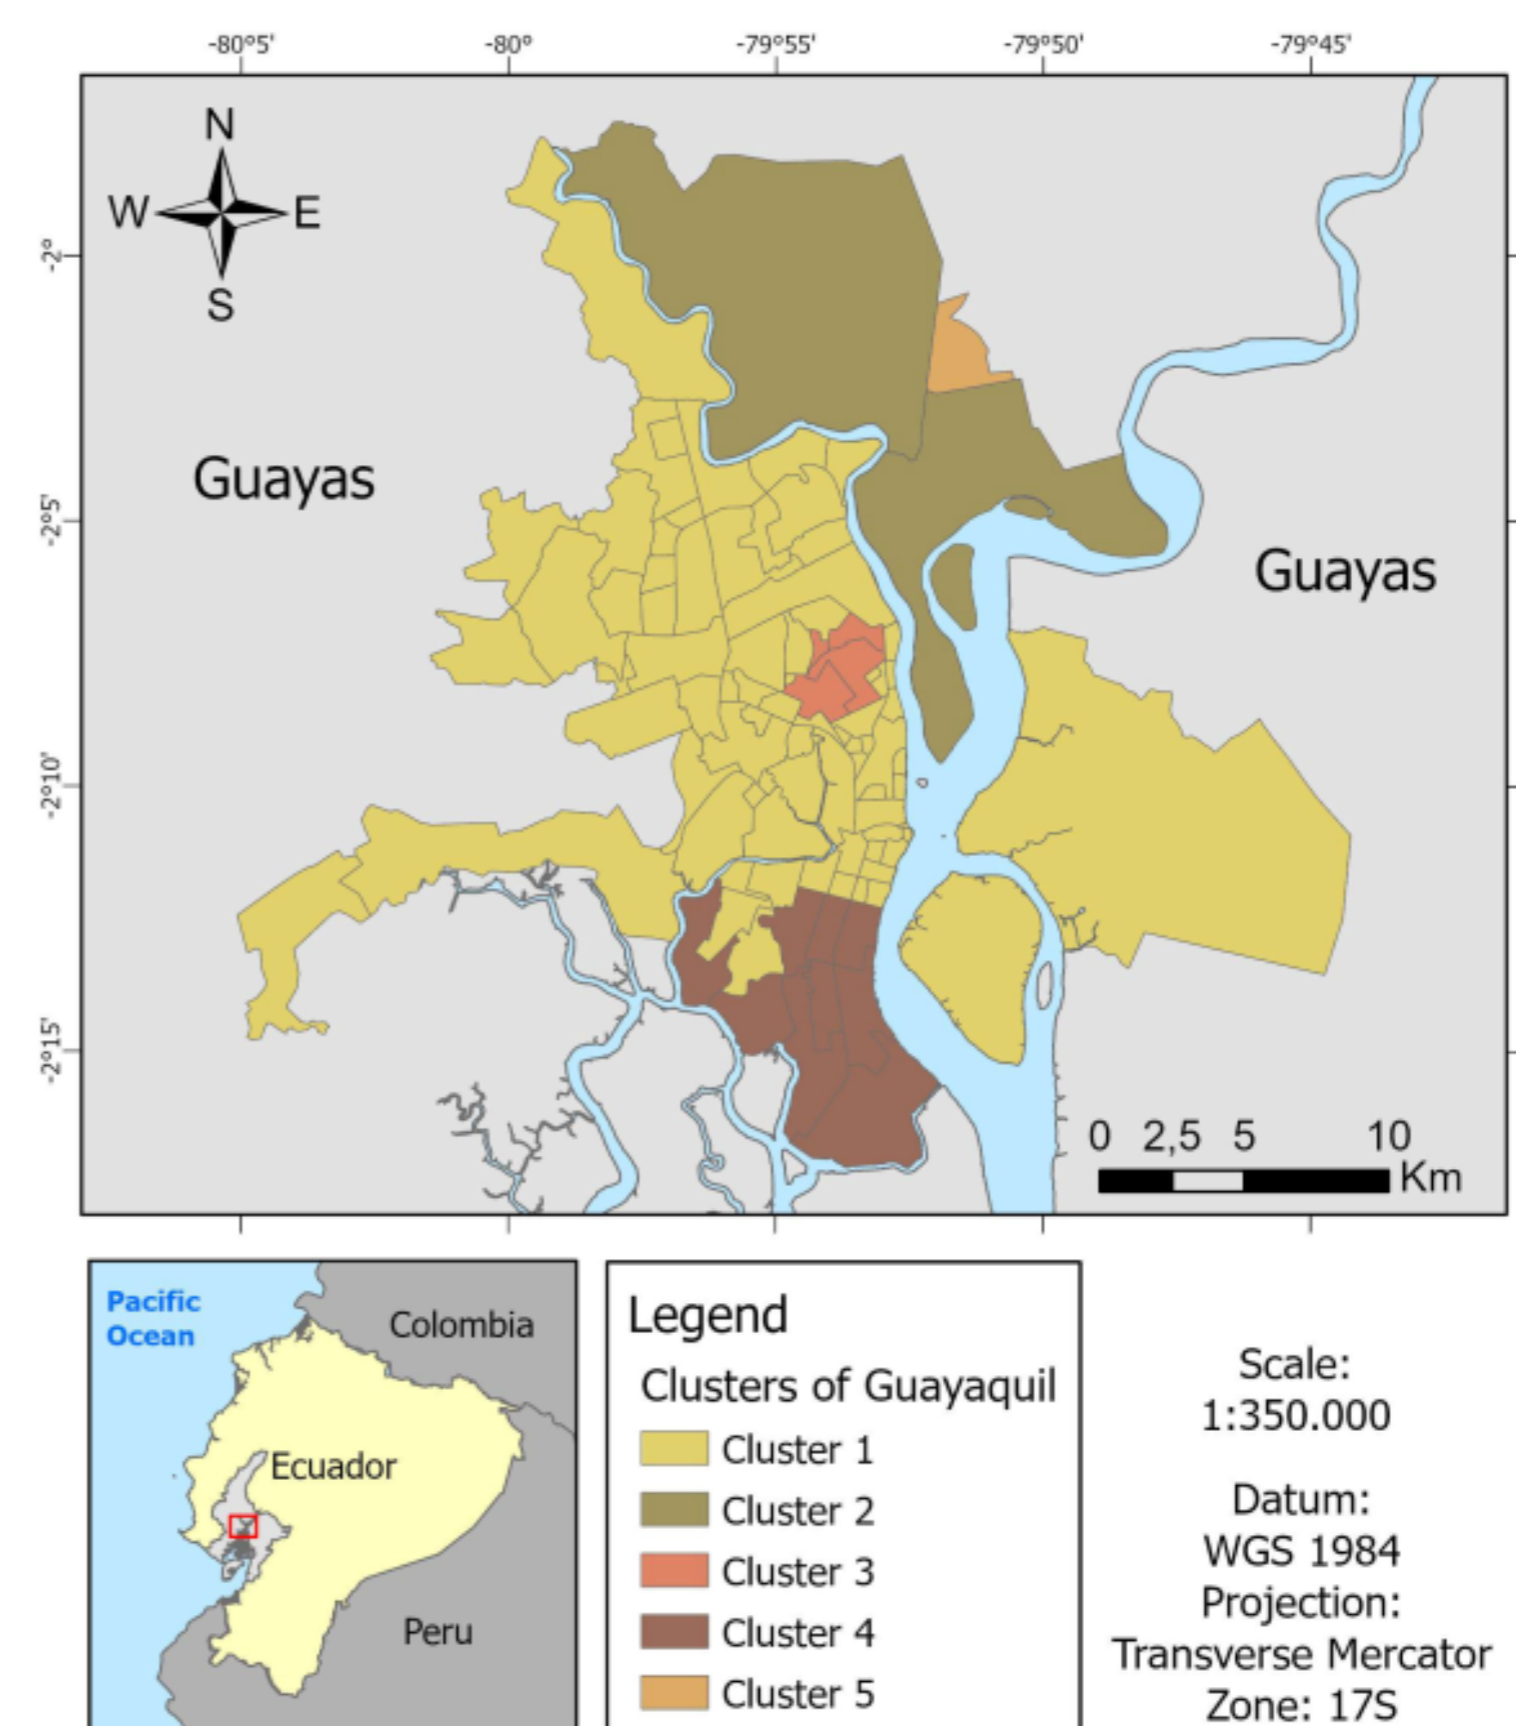 -80°5'
-80°
-79°55'
-79°50'
-79°45'
N
W E
S
-2°
Guayas
-2°5'
Guayas
-2°10'
-2°15'
0 2,5 5 10
Km
Pacific
Ocean
Colombia
Ecuador
Peru
Legend
Clusters of Guayaquil
Cluster 1
Cluster 2
Cluster 3
Cluster 4
Cluster 5
Scale:
1:350.000
Datum:
WGS 1984
Projection:
Transverse Mercator
Zone: 17S